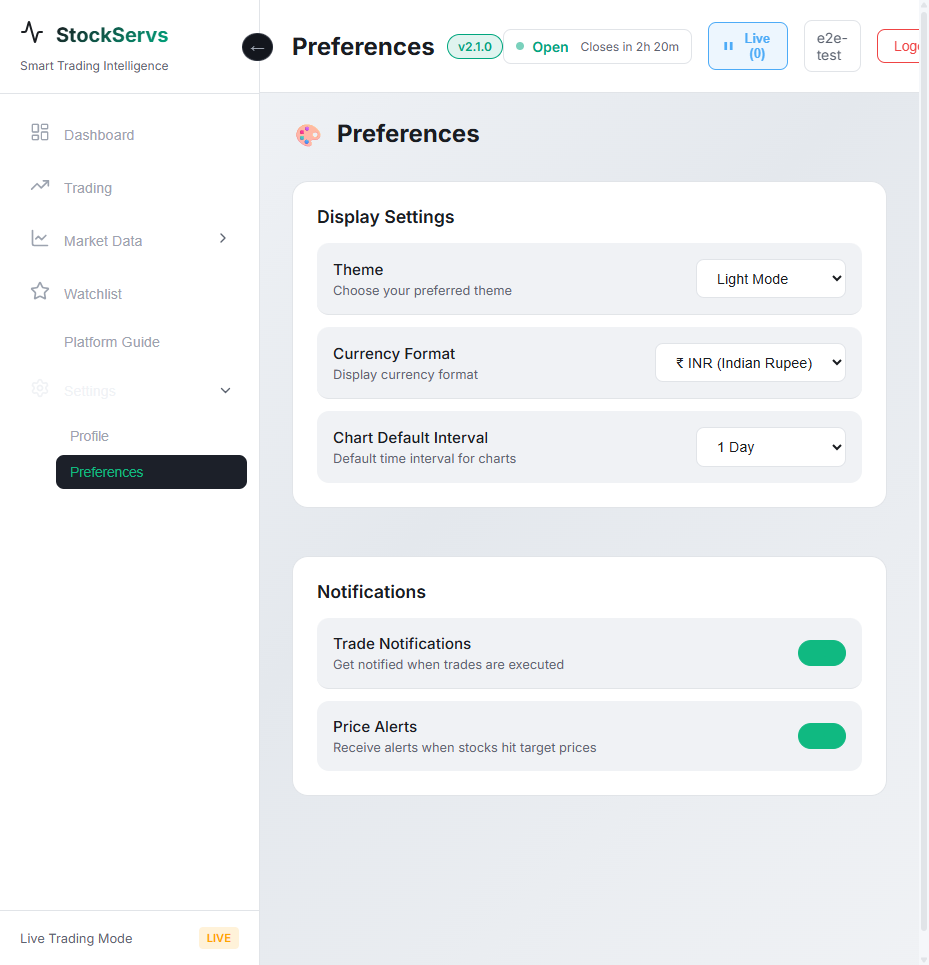 StockServs
Smart Trading Intelligence
←
Preferences
v2.1.0
Open
Closes in 2h 20m
Live
(0)
e2e-
test
Dashboard
Trading
Market Data
Watchlist
Platform Guide
Settings
Profile
Preferences
Live Trading Mode
LIVE
Preferences
Display Settings
Theme
Choose your preferred theme
Light Mode
Currency Format
Display currency format
₹ INR (Indian Rupee)
Chart Default Interval
Default time interval for charts
1 Day
Notifications
Trade Notifications
Get notified when trades are executed
Price Alerts
Receive alerts when stocks hit target prices